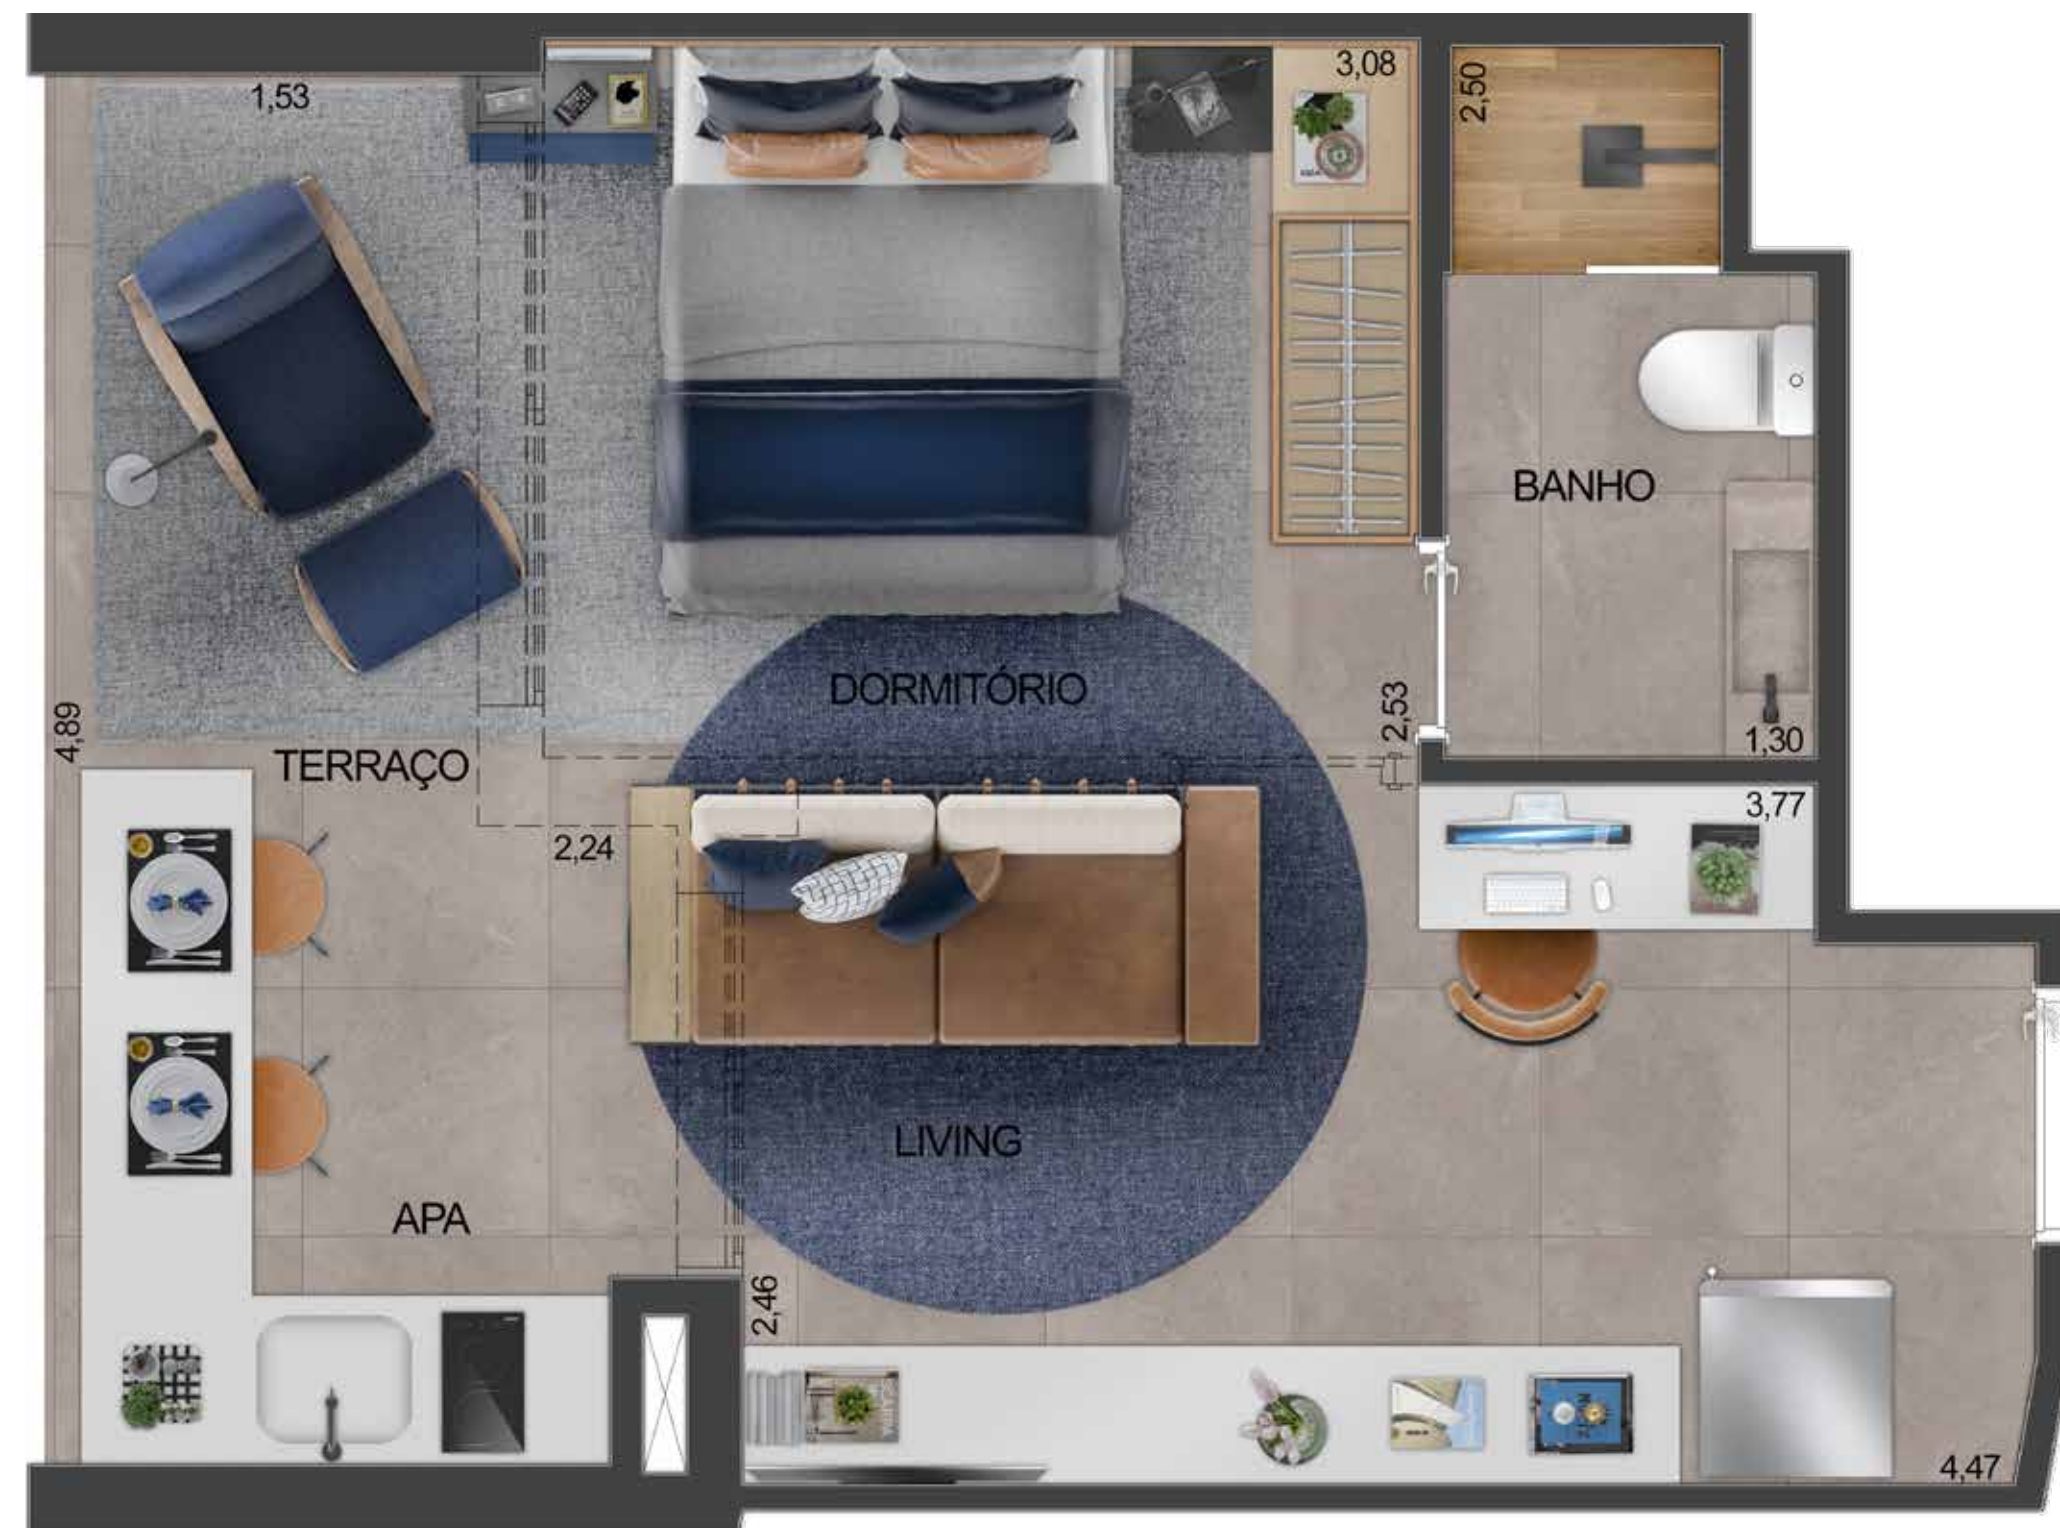 1,53
3,08
2,50
BANHO
DORMITÓRIO
2,53
4,89
TERRAÇO
1,30
3,77
2,24
LIVING
APA
2,46
4,47